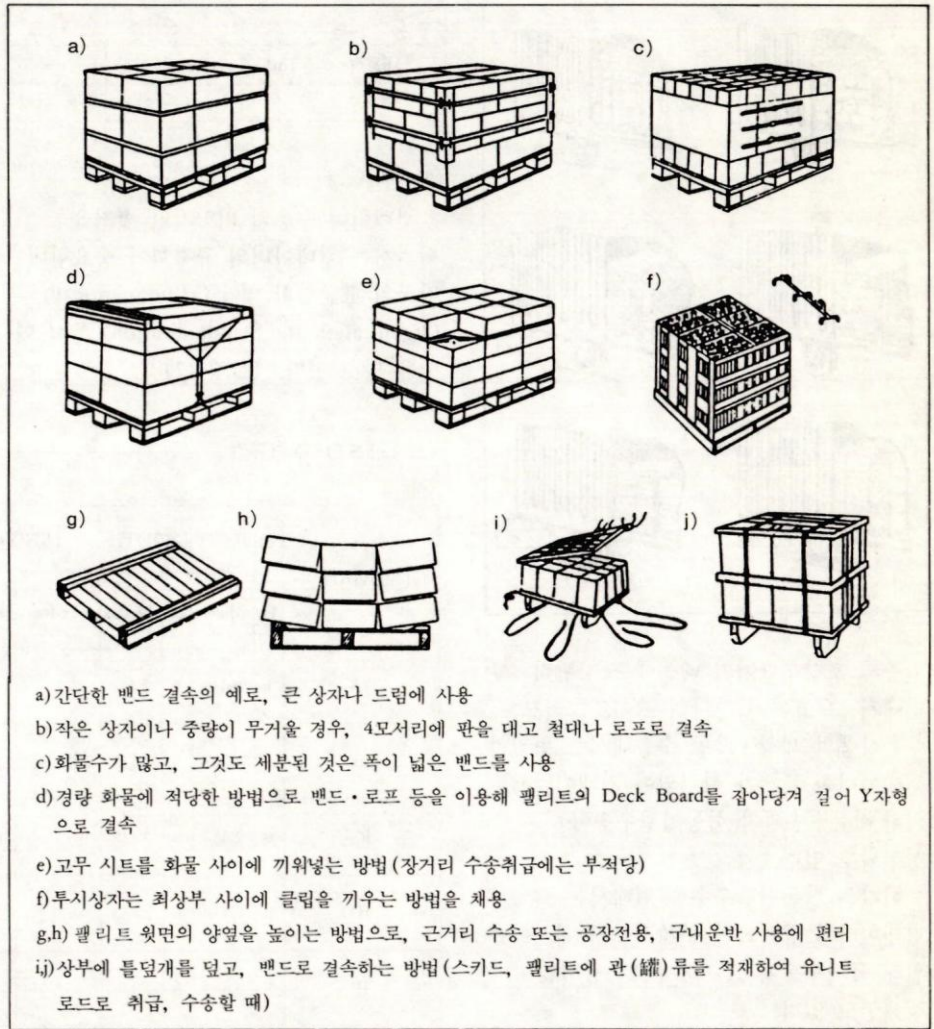 a) b) c)
d) e) f)
g) h) i) j)
a)간단한 밴드 결속의 예로, 큰 상자나 드럼에 사용
b)작은 상자이나 중량이 무거울 경우, 4모서리에 판을 대고 철대나 로프로 결속
c)화물수가 많고, 그것도 세분된 것은 폭이 넓은 밴드를 사용
d)경량 화물에 적당한 방법으로 밴드·로프 등을 이용해 팰리트의 Deck Board를 잡아당겨 걸어 Y자형
으로 결속
e)고무 시트를 화물 사이에 끼워넣는 방법(장거리 수송취급에는 부적당)
f)투시상자는 최상부 사이에 클립을 끼우는 방법을 채용
g,h) 팰리트 윗면의 양옆을 높이는 방법으로, 근거리 수송 또는 공장전용, 구내운반 사용에 편리
i,j)상부에 틀덮개를 덮고, 밴드로 결속하는 방법(스키드, 팰리트에 관(罐)류를 적재하여 유니트
로드로 취급, 수송할 때)